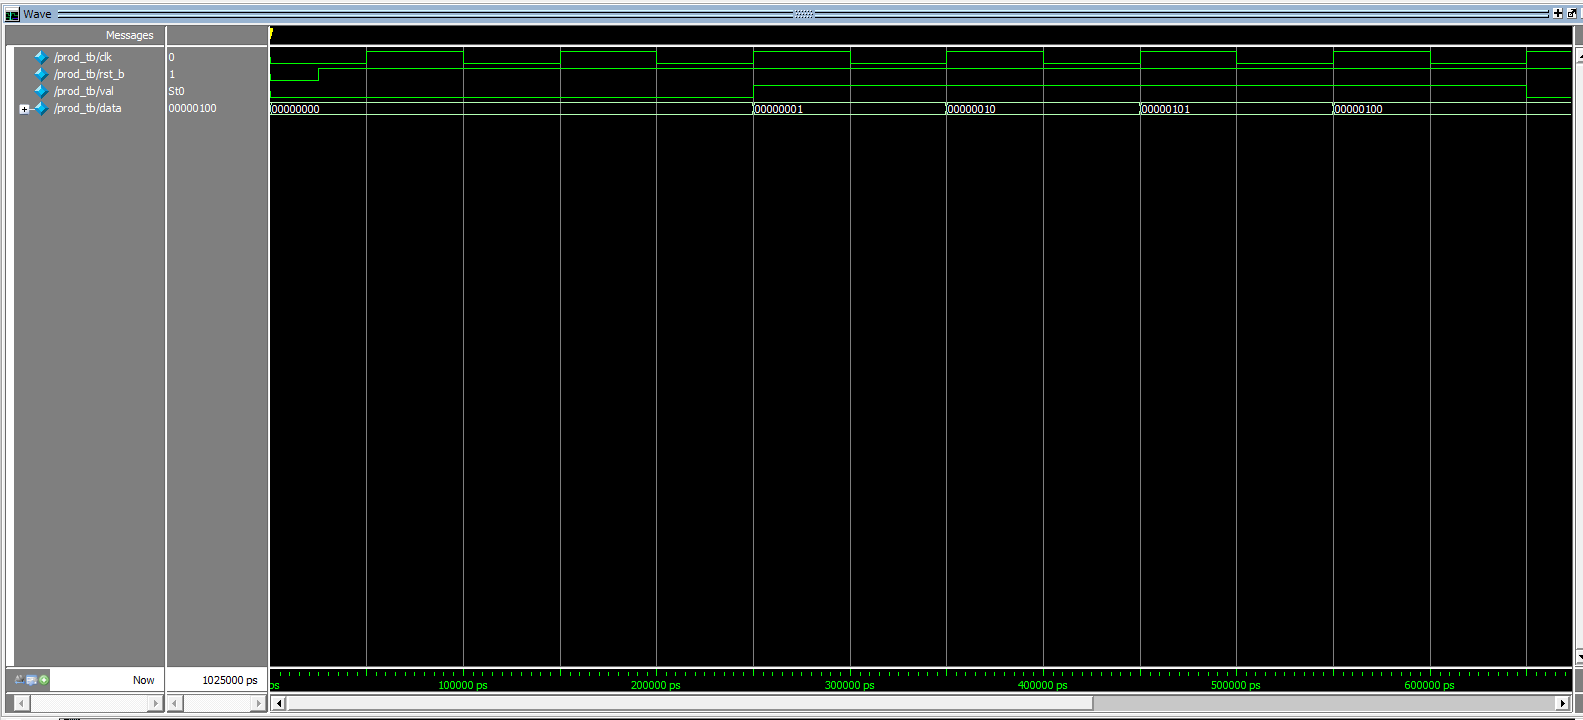 Wave
Messages
/prod_tb/clk 0
/prod_tb/rst_b 1
/prod_tb/val St0
/prod_tb/data 00000100 00000000 00000001 00000010 00000101 00000100
Now 1025000 ps ps 100000 ps 200000 ps 300000 ps 400000 ps 500000 ps 600000 ps